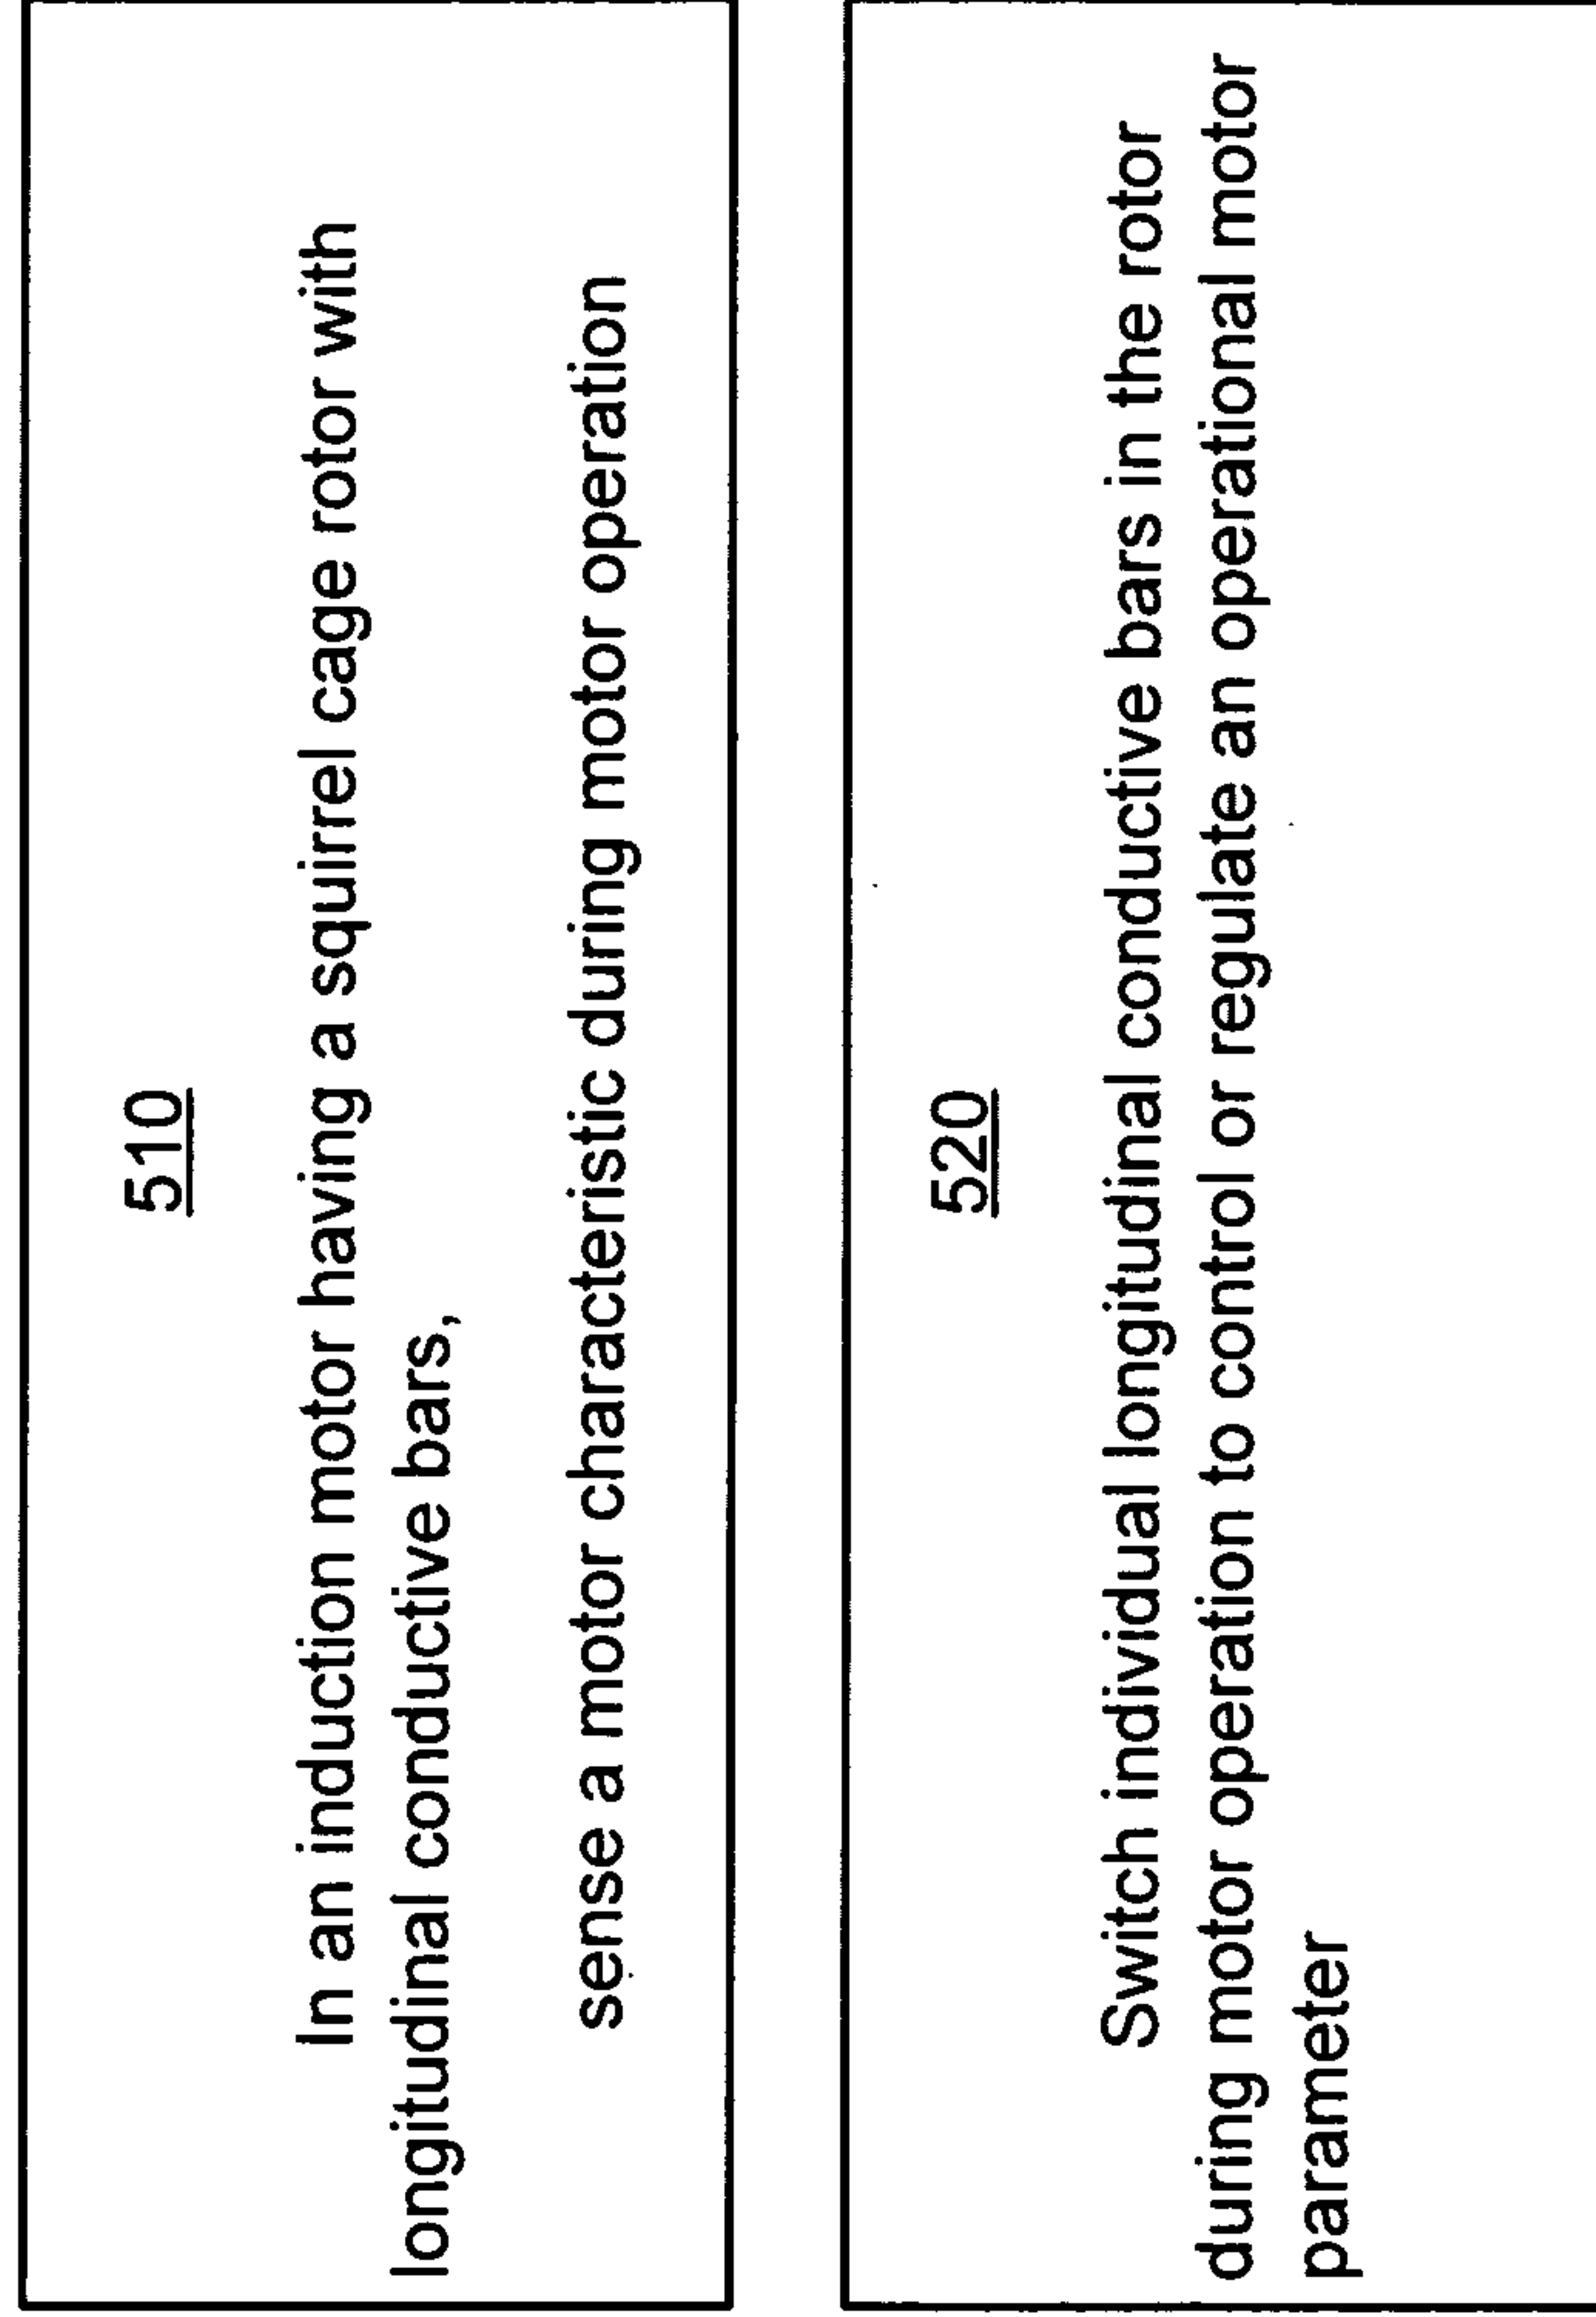 510
In an induction motor having a squirrel cage rotor with
longitudinal conductive bars,
sense a motor characteristic during motor operation
520
Switch individual longitudinal conductive bars in the rotor
during motor operation to control or regulate an operational motor
parameter